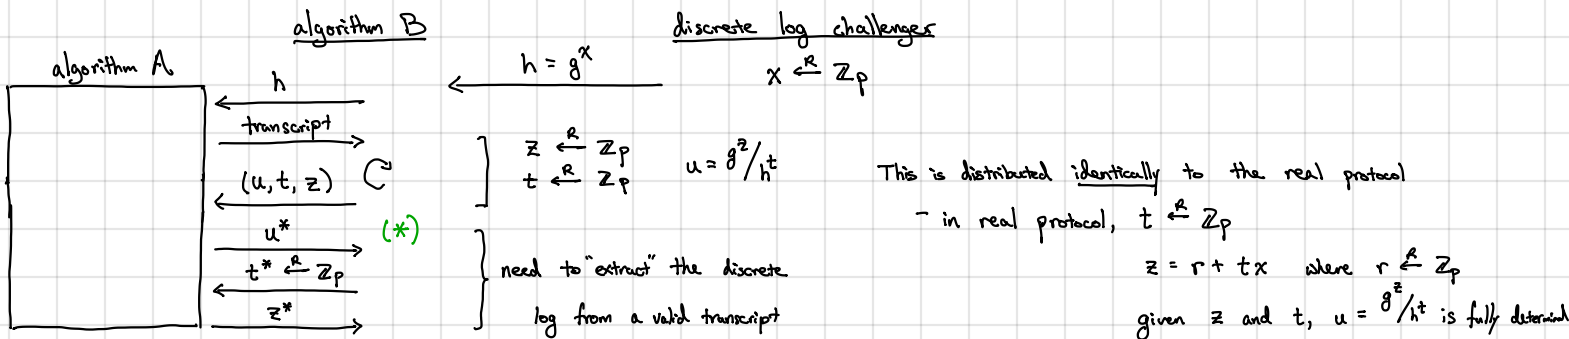 algorithm B
discrete log challenger
algorithm A
h
h = g^x
x ←R ℤp
transcript
(u, t, z)
z ←R ℤp
t ←R ℤp
u = g^z/h^t
This is distributed identically to the real protocol
- in real protocol, t ←R ℤp
z = r + tx where r ←R ℤp
given z and t, u = g^z/h^t is fully determined
u*
(*)
t* ←R ℤp
z*
need to "extract" the discrete
log from a valid transcript